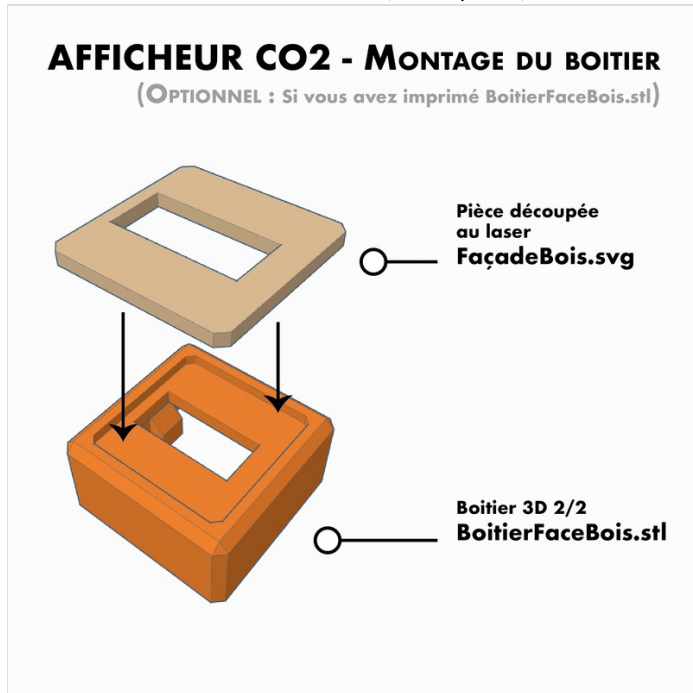 AFFICHEUR CO2 - MONTAGE DU BOITIER
(OPTIONNEL : Si vous avez imprimé BoitierFaceBois.stl)
Pièce découpée
au laser
FaçadeBois.svg
Boitier 3D 2/2
BoitierFaceBois.stl